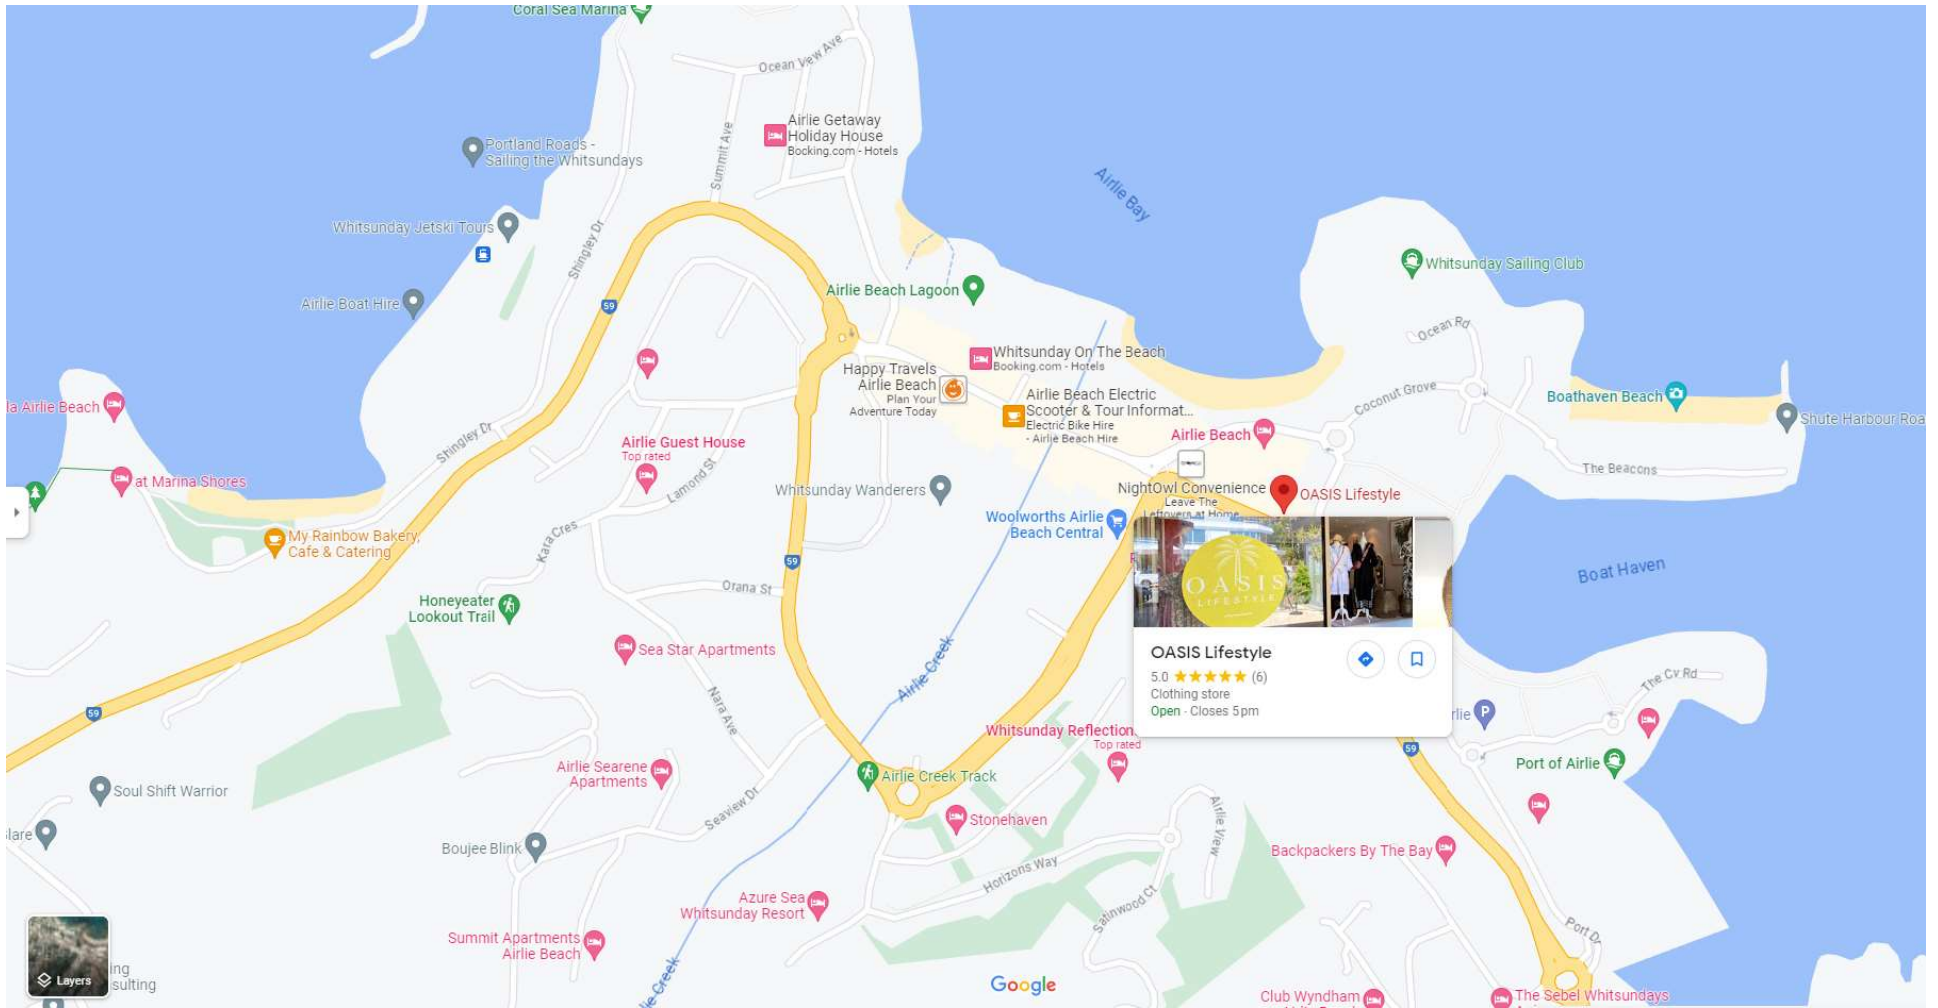 Coral Sea Marina
Ocean View Ave
Airlie Getaway
Holiday House
Booking.com - Hotels
Summit Ave
Portland Roads -
Sailing the Whitsundays
Airlie Bay
Whitsunday Jetski Tours
Shingley Dr
Whitsunday Sailing Club
Airlie Beach Lagoon
Airlie Boat Hire
59
Ocean Rd
Whitsunday On The Beach
Booking.com - Hotels
Happy Travels
Airlie Beach
Plan Your
Adventure Today
Airlie Beach Electric
Scooter & Tour Informat...
Electric Bike Hire
- Airlie Beach Hire
Coconut Grove
Boathaven Beach
Shute Harbour Roa
la Airlie Beach
Shingley Dr
Airlie Guest House
Top rated
Airlie Beach
Lamond St
The Beacons
at Marina Shores
Whitsunday Wanderers
NightOwl Convenience
Leave The
Leftovers at Home
OASIS Lifestyle
Woolworths Airlie
Beach Central
My Rainbow Bakery,
Cafe & Catering
Kara Cres
59
Boat Haven
Orana St
OASIS
LIFESTYLE
Honeyeater
Lookout Trail
Sea Star Apartments
Airlie Creek
OASIS Lifestyle
5.0 (6)
Clothing store
Open · Closes 5pm
The Cv Rd
Nara Ave
59
rlie
P
Whitsunday Reflection
Top rated
59
Port of Airlie
Airlie Searene
Apartments
Airlie Creek Track
Soul Shift Warrior
Seaview Dr
Stonehaven
Airlie View
lare
Boujee Blink
Backpackers By The Bay
Horizons Way
Azure Sea
Whitsunday Resort
Satinwood Ct
Summit Apartments
Airlie Beach
Port Dr
Layers
ing
sulting
lie Creek
Google
Club Wyndham
The Sebel Whitsundays